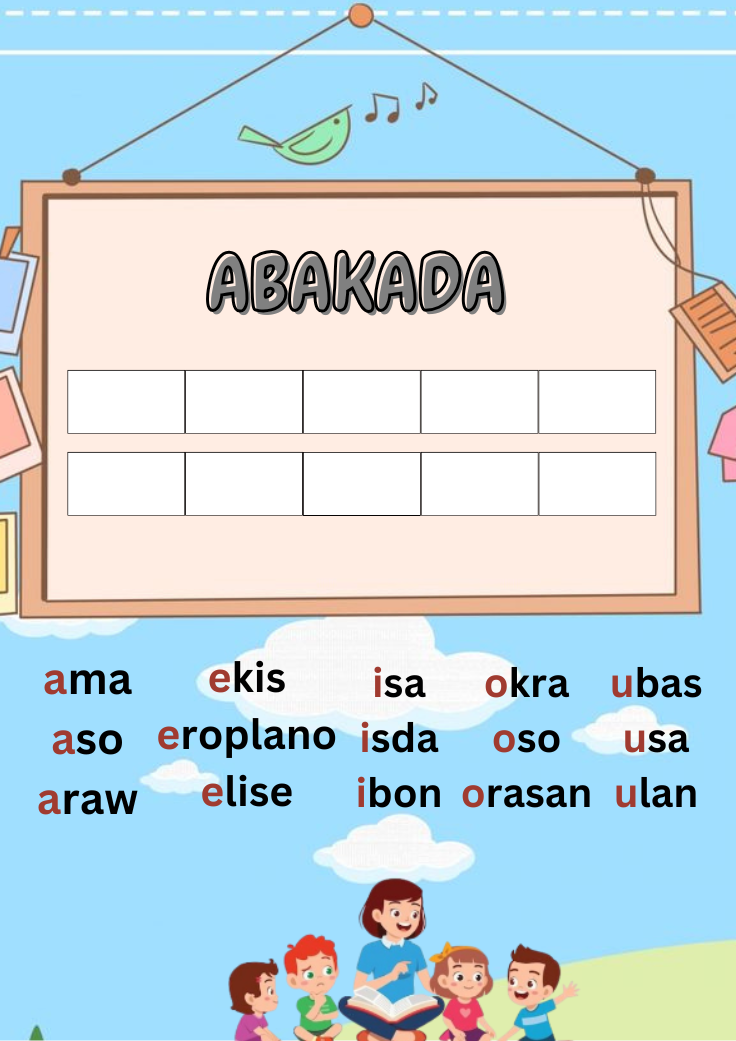 ABAKADA
ama ekis isa okra ubas
aso eroplano isda oso usa
araw elise ibon orasan ulan